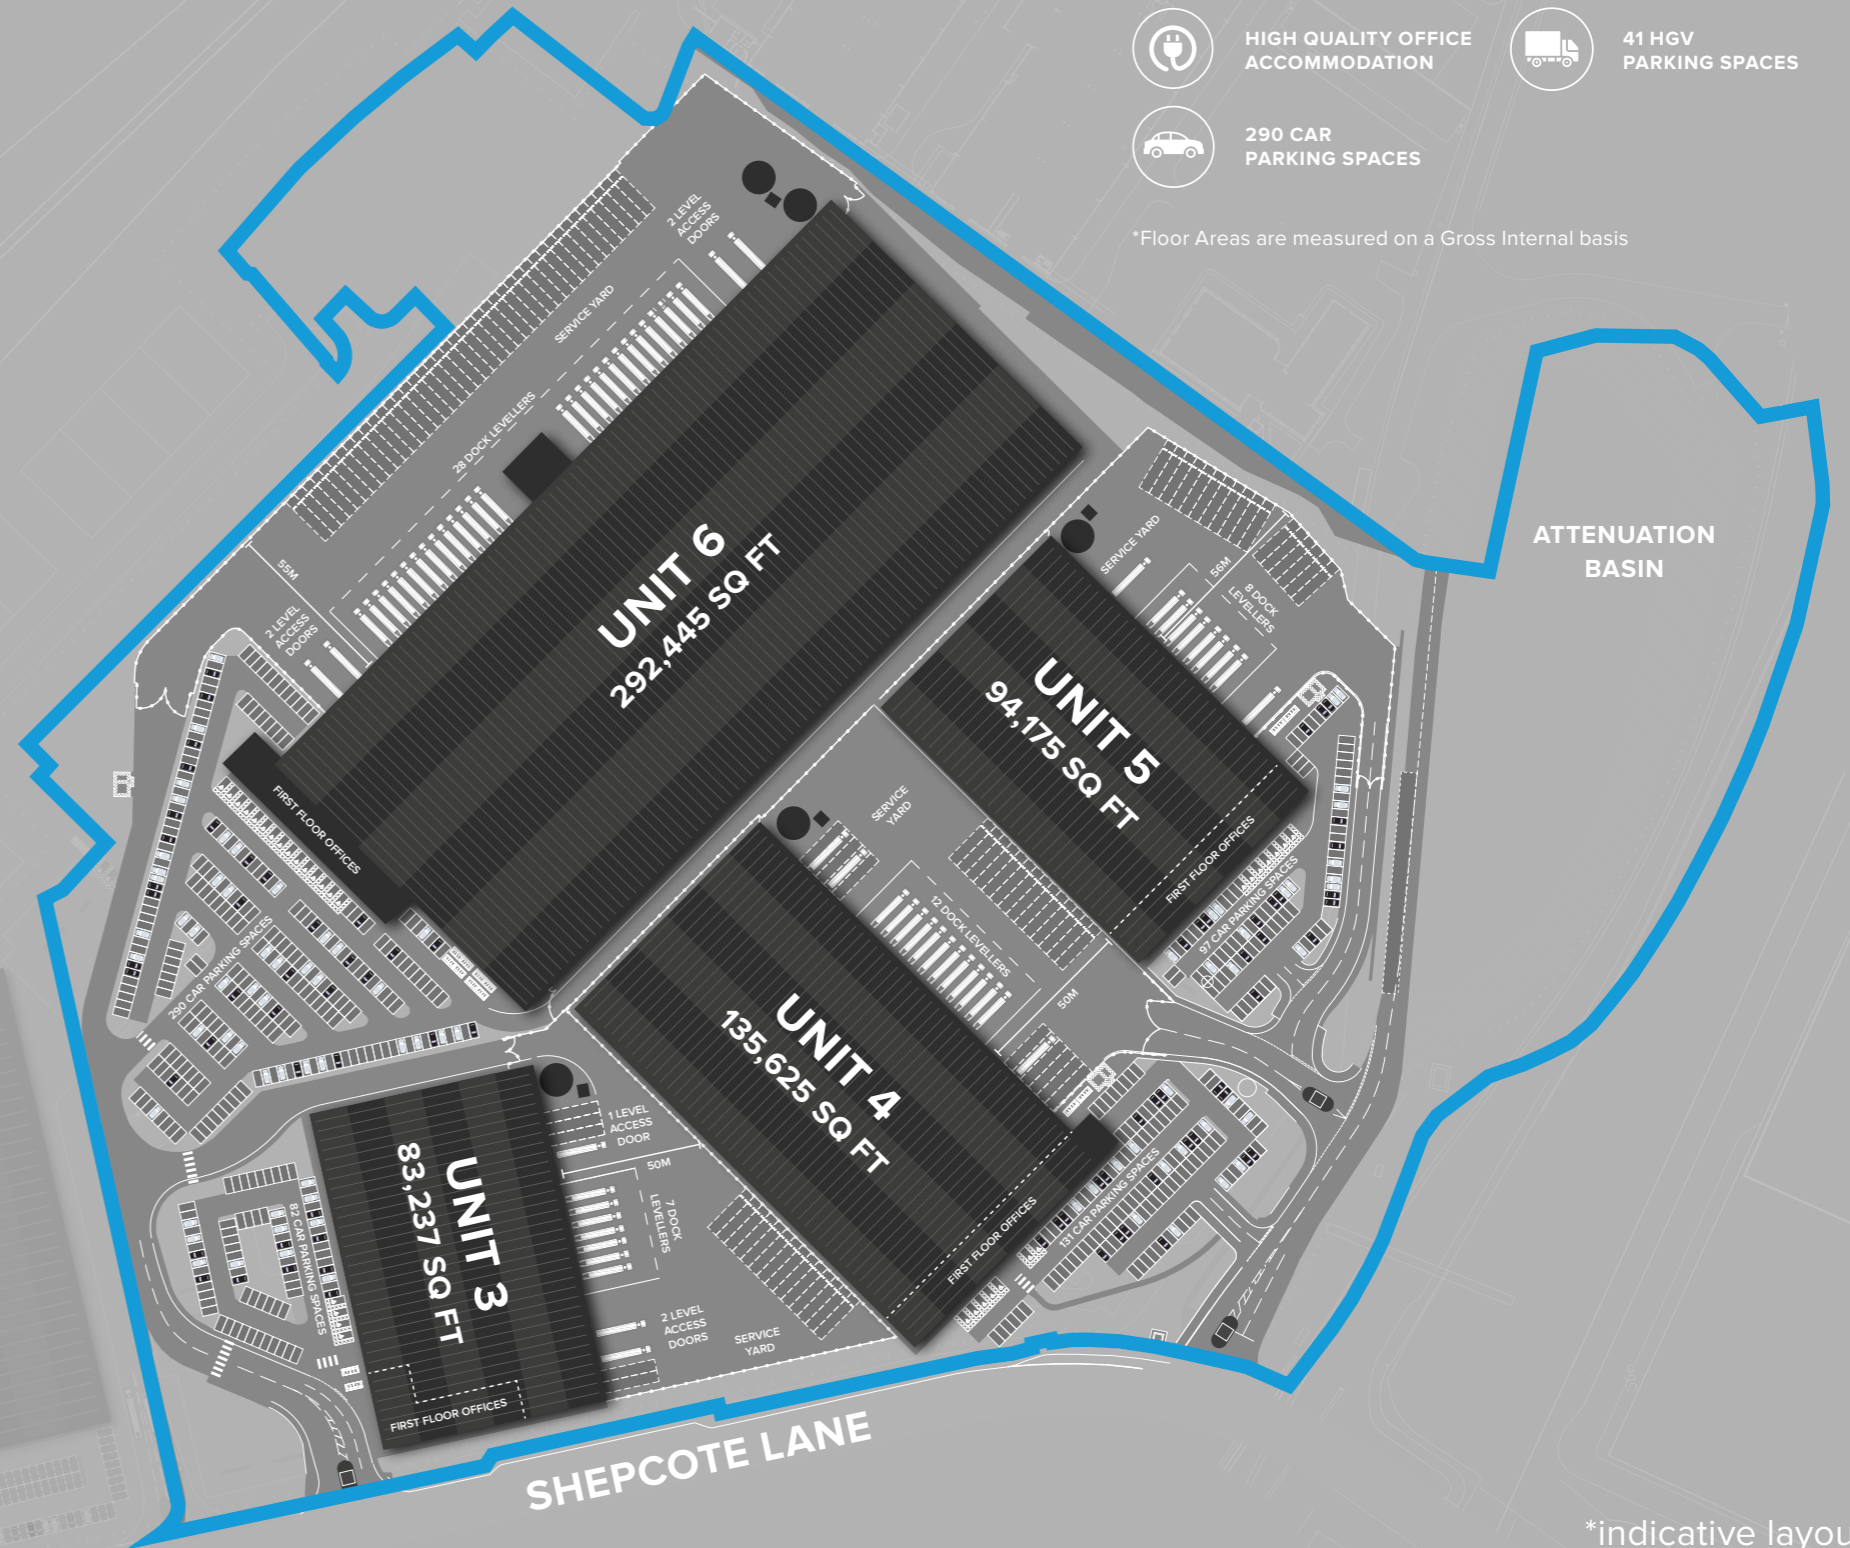 HIGH QUALITY OFFICE
ACCOMMODATION
41 HGV
PARKING SPACES
290 CAR
PARKING SPACES
*Floor Areas are measured on a Gross Internal basis
2 LEVEL
ACCESS
DOORS
SERVICE YARD
28 DOCK LEVELLERS
55M
2 LEVEL
ACCESS
DOORS
UNIT 6
292,445 SQ FT
FIRST FLOOR OFFICES
290 CAR PARKING SPACES
ATTENUATION
BASIN
SERVICE YARD
56M
8 DOCK
LEVELLERS
UNIT 5
94,175 SQ FT
FIRST FLOOR OFFICES
97 CAR PARKING SPACES
SERVICE
YARD
12 DOCK LEVELLERS
50M
UNIT 4
135,625 SQ FT
FIRST FLOOR OFFICES
131 CAR PARKING SPACES
1 LEVEL
ACCESS
DOOR
50M
7 DOCK
LEVELLERS
2 LEVEL
ACCESS
DOORS
SERVICE
YARD
UNIT 3
83,237 SQ FT
82 CAR PARKING SPACES
FIRST FLOOR OFFICES
SHEPCOTE LANE
*indicative layou